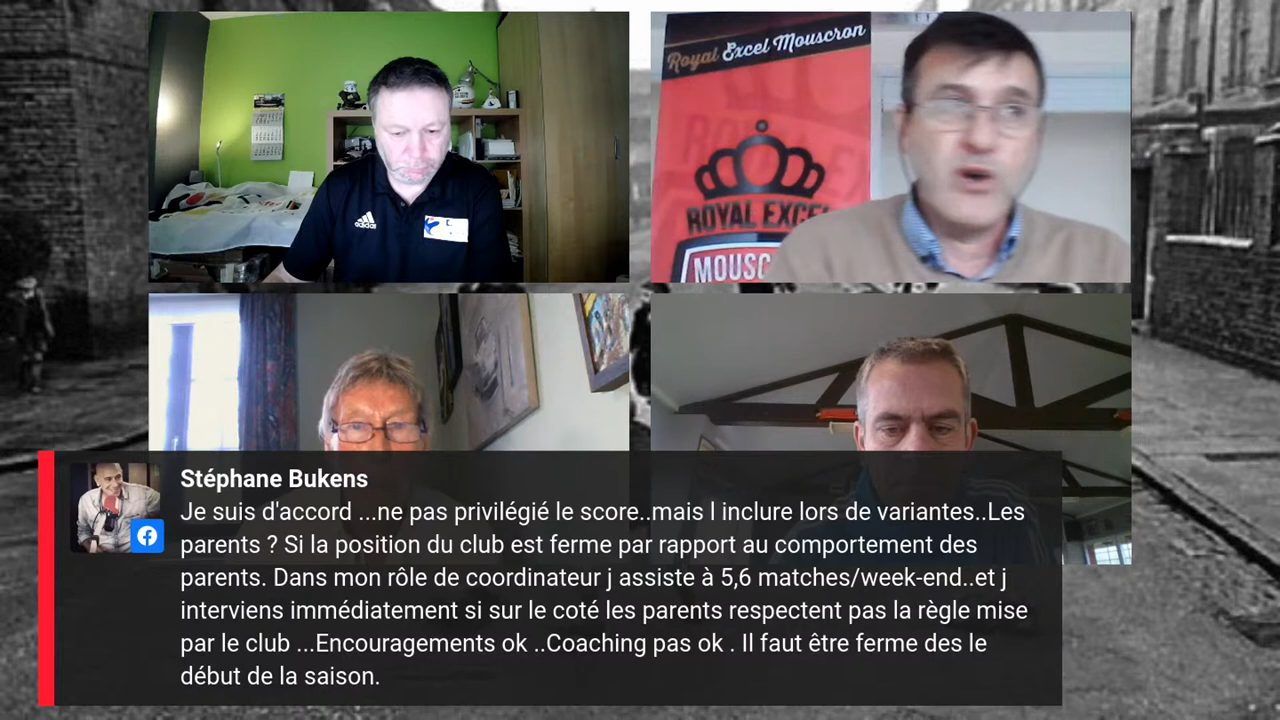 Royal Excel Mouscron
ROYAL EXCEL
MOUSC
adidas
Stéphane Bukens
Je suis d'accord ...ne pas privilégié le score..mais l inclure lors de variantes..Les
parents ? Si la position du club est ferme par rapport au comportement des
parents. Dans mon rôle de coordinateur j assiste à 5,6 matches/week-end..et j
interviens immédiatement si sur le coté les parents respectent pas la règle mise
par le club ...Encouragements ok ..Coaching pas ok . Il faut être ferme des le
début de la saison.